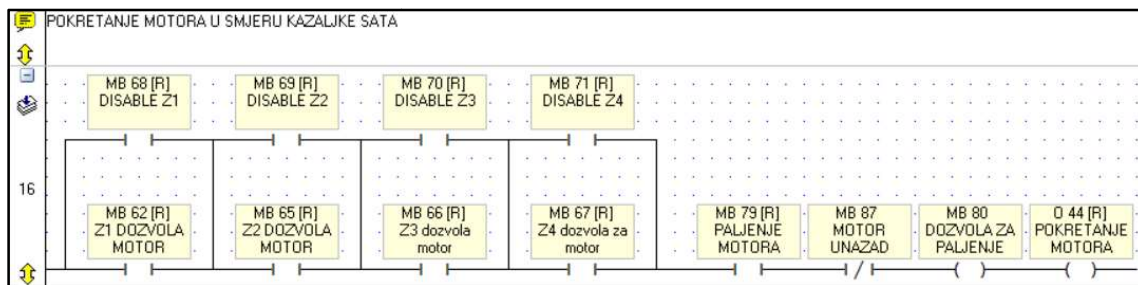 POKRETANJE MOTORA U SMJERU KAZALJKE SATA
MB 68 [R]
DISABLE Z1
MB 69 [R]
DISABLE Z2
MB 70 [R]
DISABLE Z3
MB 71 [R]
DISABLE Z4
16
MB 62 [R]
Z1 DOZVOLA
MOTOR
MB 65 [R]
Z2 DOZVOLA
MOTOR
MB 66 [R]
Z3 dozvola
motor
MB 67 [R]
Z4 dozvola za
motor
MB 79 [R]
PALJENJE
MOTORA
MB 87
MOTOR
UNAZAD
MB 80
DOZVOLA ZA
PALJENJE
O 44 [R]
POKRETANJE
MOTORA